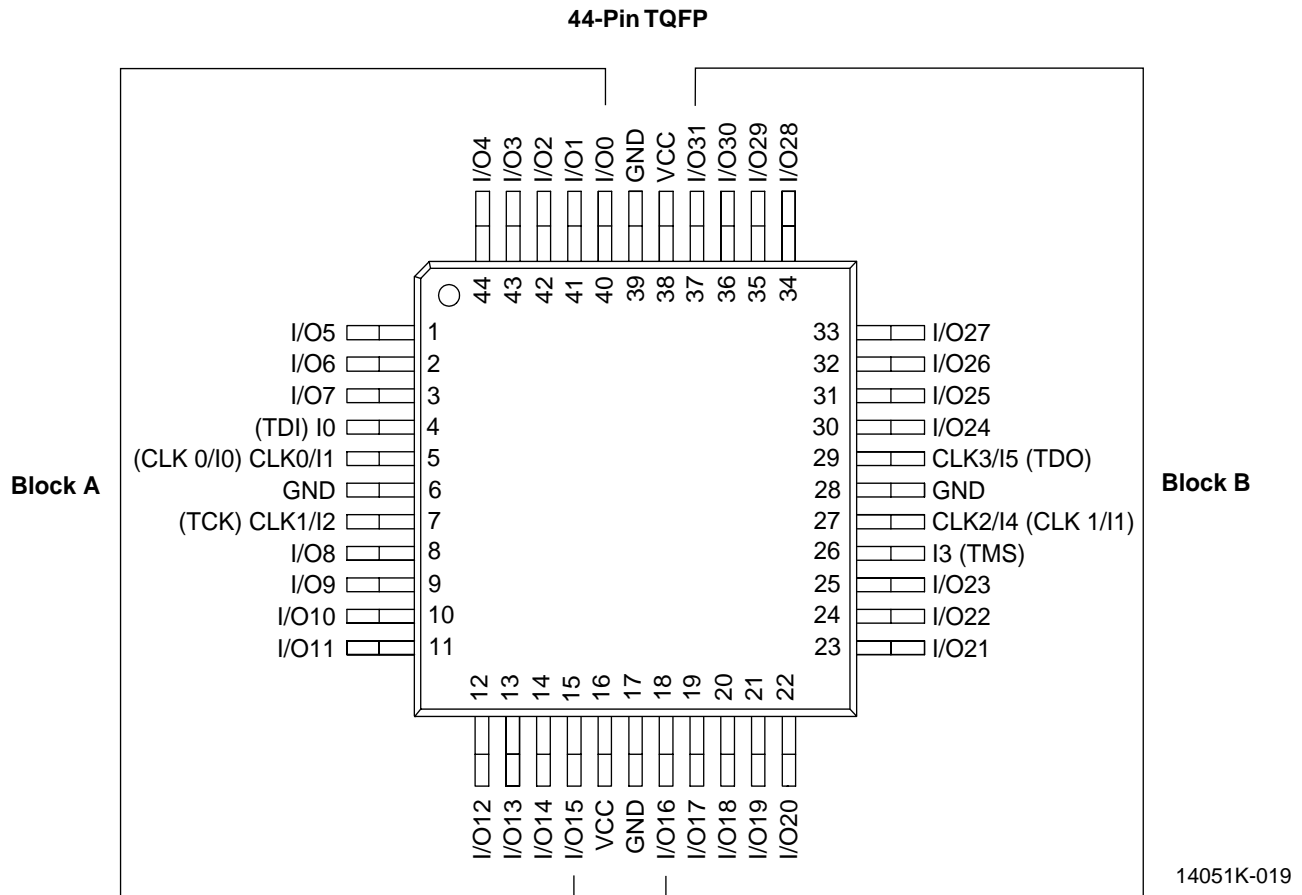 44-Pin TQFP
I/O4
I/O3
I/O2
I/O1
I/O0
GND
VCC
I/O31
I/O30
I/O29
I/O28
44
43
42
41
40
39
38
37
36
35
34
I/O5 1
I/O6 2
I/O7 3
(TDI) I0 4
(CLK 0/I0) CLK0/I1 5
GND 6
(TCK) CLK1/I2 7
I/O8 8
I/O9 9
I/O10 10
I/O11 11
Block A
33 I/O27
32 I/O26
31 I/O25
30 I/O24
29 CLK3/I5 (TDO)
28 GND
27 CLK2/I4 (CLK 1/I1)
26 I3 (TMS)
25 I/O23
24 I/O22
23 I/O21
Block B
12
13
14
15
16
17
18
19
20
21
22
I/O12
I/O13
I/O14
I/O15
VCC
GND
I/O16
I/O17
I/O18
I/O19
I/O20
14051K-019